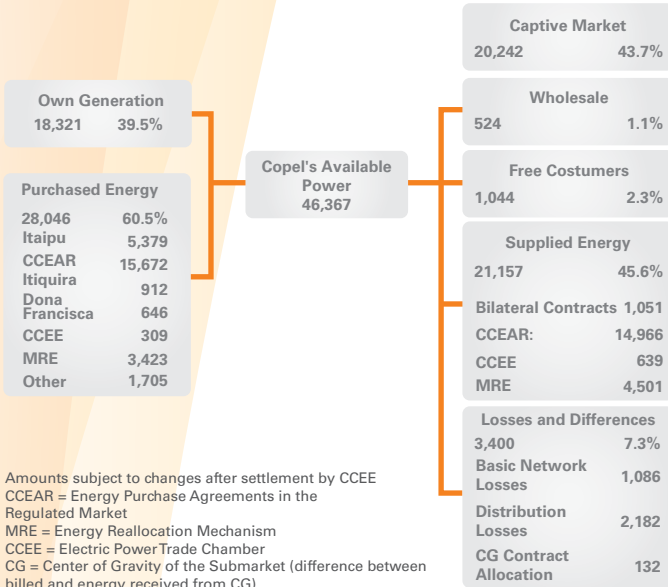 Own Generation
18,321 39.5%
Purchased Energy
28,046 60.5%
Itaipu 5,379
CCEAR 15,672
Itiquira 912
Dona
Francisca 646
CCEE 309
MRE 3,423
Other 1,705
Copel's Available
Power
46,367
Captive Market
20,242 43.7%
Wholesale
524 1.1%
Free Costumers
1,044 2.3%
Supplied Energy
21,157 45.6%
Bilateral Contracts 1,051
CCEAR: 14,966
CCEE 639
MRE 4,501
Losses and Differences
3,400 7.3%
Basic Network
Losses 1,086
Distribution
Losses 2,182
CG Contract
Allocation 132
Amounts subject to changes after settlement by CCEE
CCEAR = Energy Purchase Agreements in the
Regulated Market
MRE = Energy Reallocation Mechanism
CCEE = Electric Power Trade Chamber
CG = Center of Gravity of the Submarket (difference between
billed and energy received from CG)